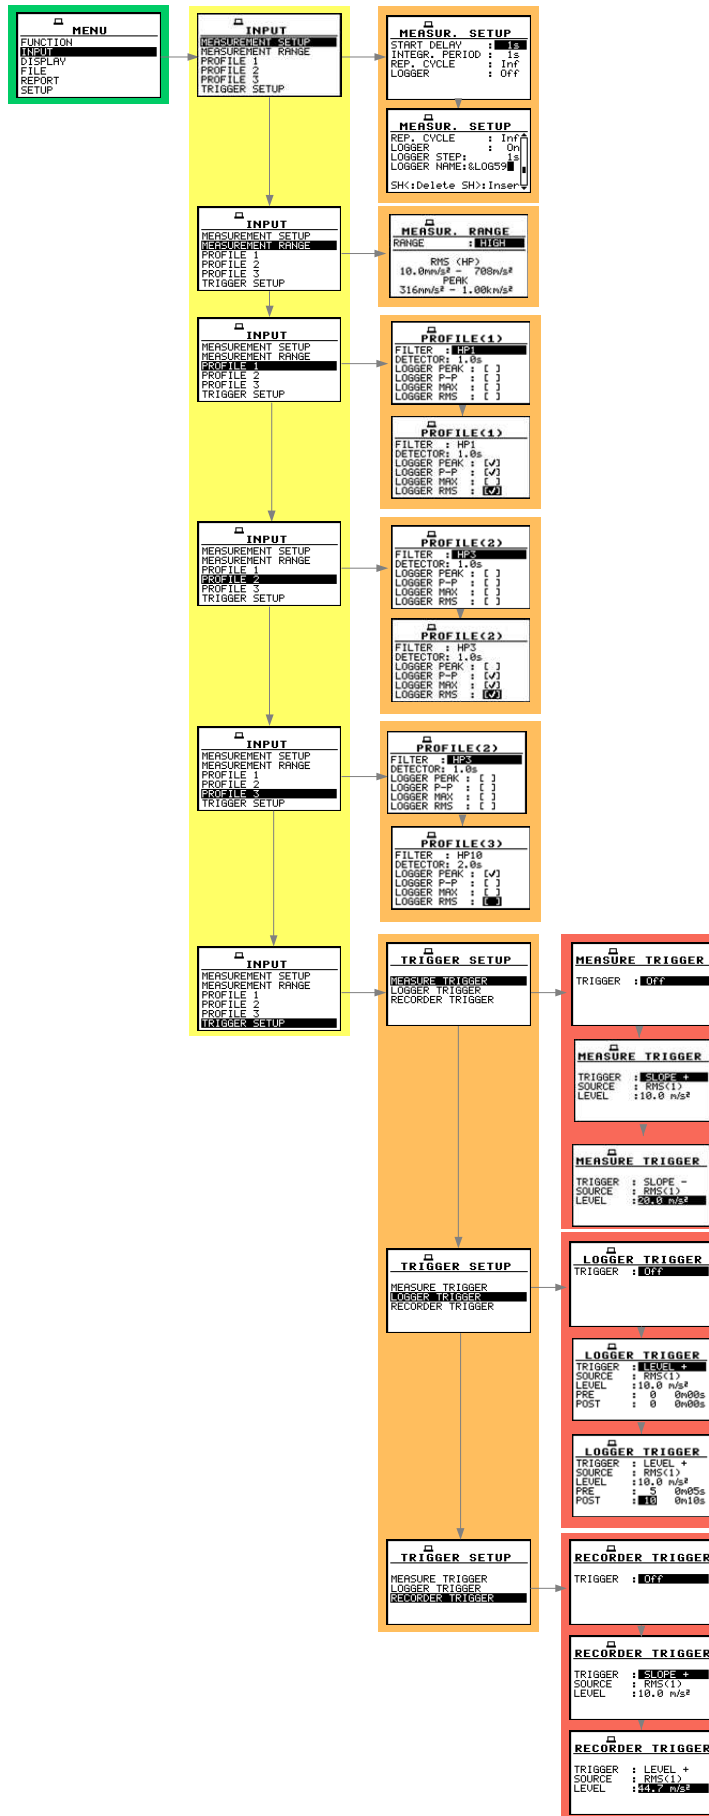 MENU
FUNCTION
INPUT
DISPLAY
FILE
REPORT
SETUP
INPUT
MEASUREMENT SETUP
MEASUREMENT RANGE
PROFILE 1
PROFILE 2
PROFILE 3
TRIGGER SETUP
MEASUR. SETUP
START DELAY : 1s
INTEGR. PERIOD : 1s
REP. CYCLE : Inf
LOGGER : Off
MEASUR. SETUP
REP. CYCLE : Inf
LOGGER : On
LOGGER STEP: 1s
LOGGER NAME:&LOG59
SH<:Delete SH>:Inser
INPUT
MEASUREMENT SETUP
MEASUREMENT RANGE
PROFILE 1
PROFILE 2
PROFILE 3
TRIGGER SETUP
MEASUR. RANGE
RANGE : HIGH
RMS (HP)
10.0mm/s² - 708m/s²
PEAK
316mm/s² - 1.00km/s²
INPUT
MEASUREMENT SETUP
MEASUREMENT RANGE
PROFILE 1
PROFILE 2
PROFILE 3
TRIGGER SETUP
PROFILE(1)
FILTER : HP1
DETECTOR: 1.0s
LOGGER PEAK : [ ]
LOGGER P-P : [ ]
LOGGER MAX : [ ]
LOGGER RMS : [ ]
PROFILE(1)
FILTER : HP1
DETECTOR: 1.0s
LOGGER PEAK : [√]
LOGGER P-P : [√]
LOGGER MAX : [ ]
LOGGER RMS : [√]
INPUT
MEASUREMENT SETUP
MEASUREMENT RANGE
PROFILE 1
PROFILE 2
PROFILE 3
TRIGGER SETUP
PROFILE(2)
FILTER : HP3
DETECTOR: 1.0s
LOGGER PEAK : [ ]
LOGGER P-P : [ ]
LOGGER MAX : [ ]
LOGGER RMS : [ ]
PROFILE(2)
FILTER : HP3
DETECTOR: 1.0s
LOGGER PEAK : [ ]
LOGGER P-P : [√]
LOGGER MAX : [√]
LOGGER RMS : [√]
INPUT
MEASUREMENT SETUP
MEASUREMENT RANGE
PROFILE 1
PROFILE 2
PROFILE 3
TRIGGER SETUP
PROFILE(2)
FILTER : HP3
DETECTOR: 1.0s
LOGGER PEAK : [ ]
LOGGER P-P : [ ]
LOGGER MAX : [ ]
LOGGER RMS : [ ]
PROFILE(3)
FILTER : HP10
DETECTOR: 2.0s
LOGGER PEAK : [√]
LOGGER P-P : [ ]
LOGGER MAX : [ ]
LOGGER RMS : [ ]
INPUT
MEASUREMENT SETUP
MEASUREMENT RANGE
PROFILE 1
PROFILE 2
PROFILE 3
TRIGGER SETUP
TRIGGER SETUP
MEASURE TRIGGER
LOGGER TRIGGER
RECORDER TRIGGER
MEASURE TRIGGER
TRIGGER : Off
MEASURE TRIGGER
TRIGGER : SLOPE +
SOURCE : RMS(1)
LEVEL :10.0 m/s²
MEASURE TRIGGER
TRIGGER : SLOPE -
SOURCE : RMS(1)
LEVEL :20.0 m/s²
TRIGGER SETUP
MEASURE TRIGGER
LOGGER TRIGGER
RECORDER TRIGGER
LOGGER TRIGGER
TRIGGER : Off
LOGGER TRIGGER
TRIGGER : LEVEL +
SOURCE : RMS(1)
LEVEL :10.0 m/s²
PRE : 0 0m00s
POST : 0 0m00s
LOGGER TRIGGER
TRIGGER : LEVEL +
SOURCE : RMS(1)
LEVEL :10.0 m/s²
PRE : 5 0m05s
POST : 10 0m10s
TRIGGER SETUP
MEASURE TRIGGER
LOGGER TRIGGER
RECORDER TRIGGER
RECORDER TRIGGER
TRIGGER : Off
RECORDER TRIGGER
TRIGGER : SLOPE +
SOURCE : RMS(1)
LEVEL :10.0 m/s²
RECORDER TRIGGER
TRIGGER : LEVEL +
SOURCE : RMS(1)
LEVEL :44.7 m/s²